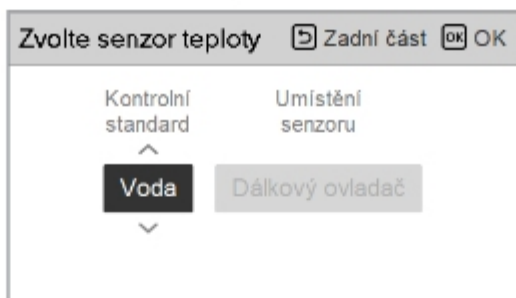 Zvolte senzor teploty Zadní část OK OK
Kontrolní standard
Umístění senzoru
Voda
Dálkový ovladač